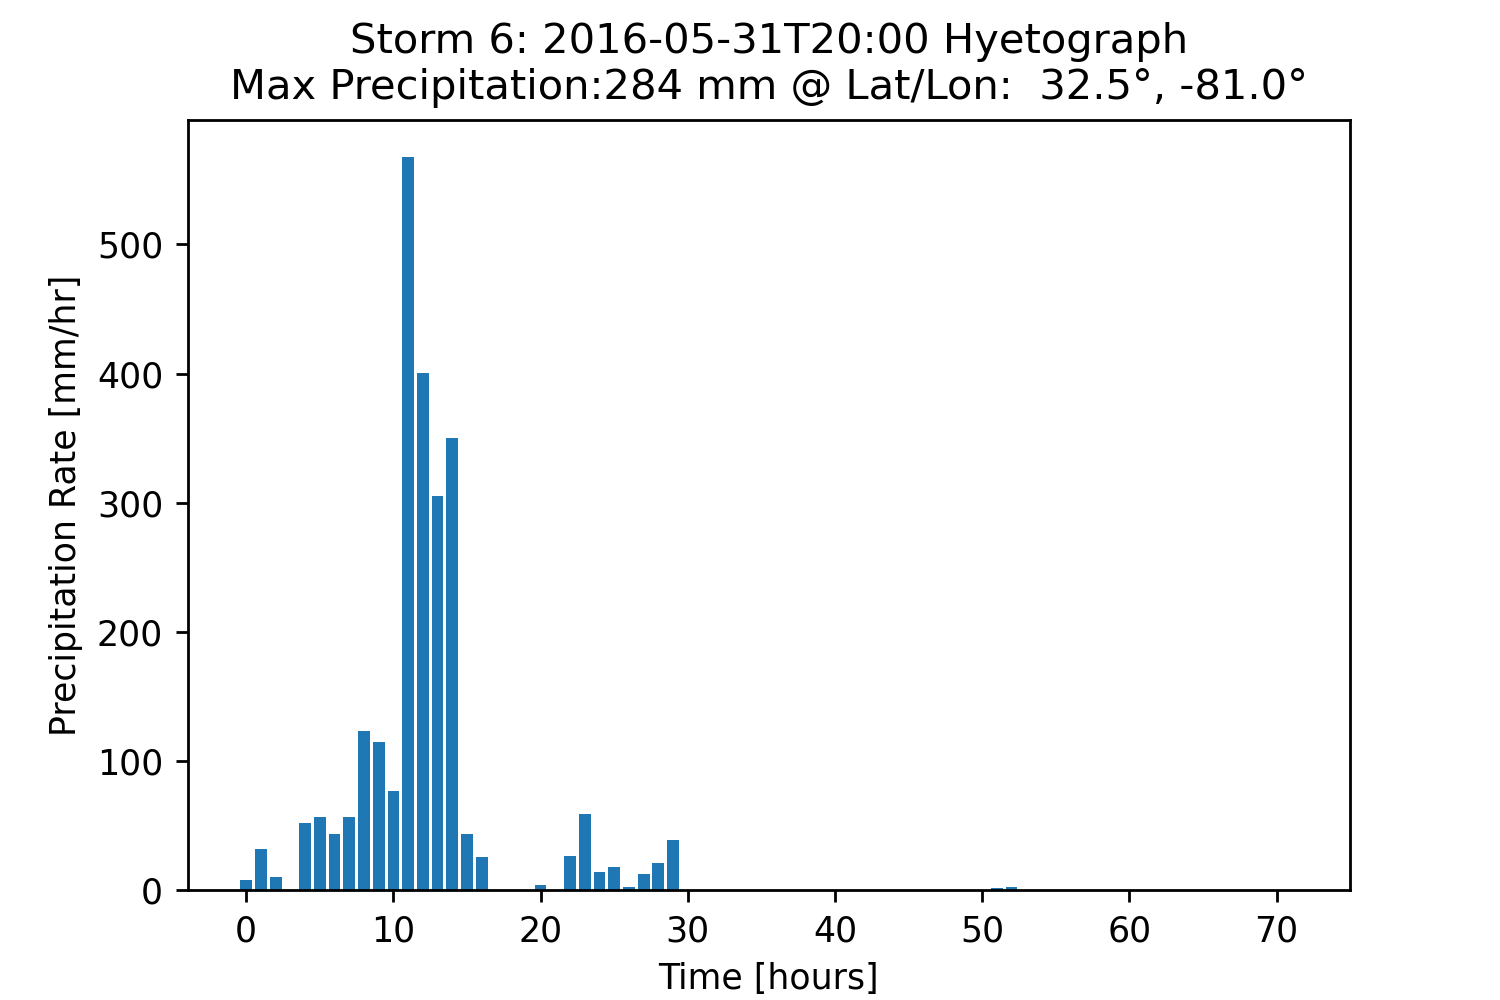 Storm 6: 2016-05-31T20:00 Hyetograph
Max Precipitation:284 mm @ Lat/Lon:  32.5°, -81.0°
Precipitation Rate [mm/hr]
500
400
300
200
100
0
0 10 20 30 40 50 60 70
Time [hours]